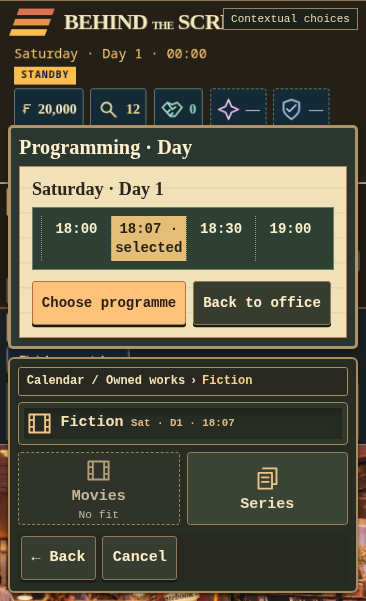 BEHIND THE SCR
Contextual choices
Saturday · Day 1 · 00:00
STANDBY
₣ 20,000
12
0
—
—
Programming · Day
Saturday · Day 1
18:00
18:07 · selected
18:30
19:00
Choose programme
Back to office
Calendar / Owned works › Fiction
Fiction Sat · D1 · 18:07
Movies
No fit
Series
← Back
Cancel